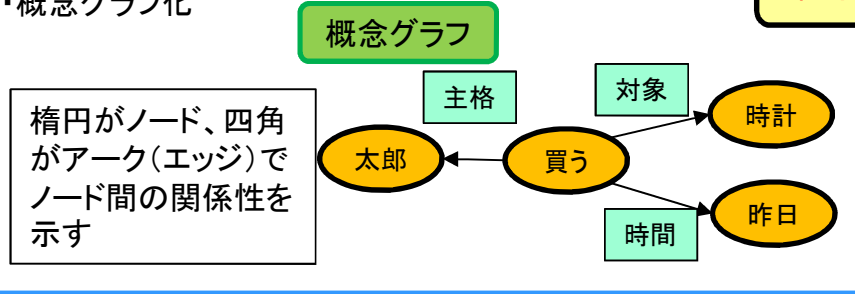 ・概念グラフ化
概念グラフ
主格
対象
時計
楕円がノード、四角
がアーク(エッジ)で
ノード間の関係性を
示す
太郎
買う
昨日
時間